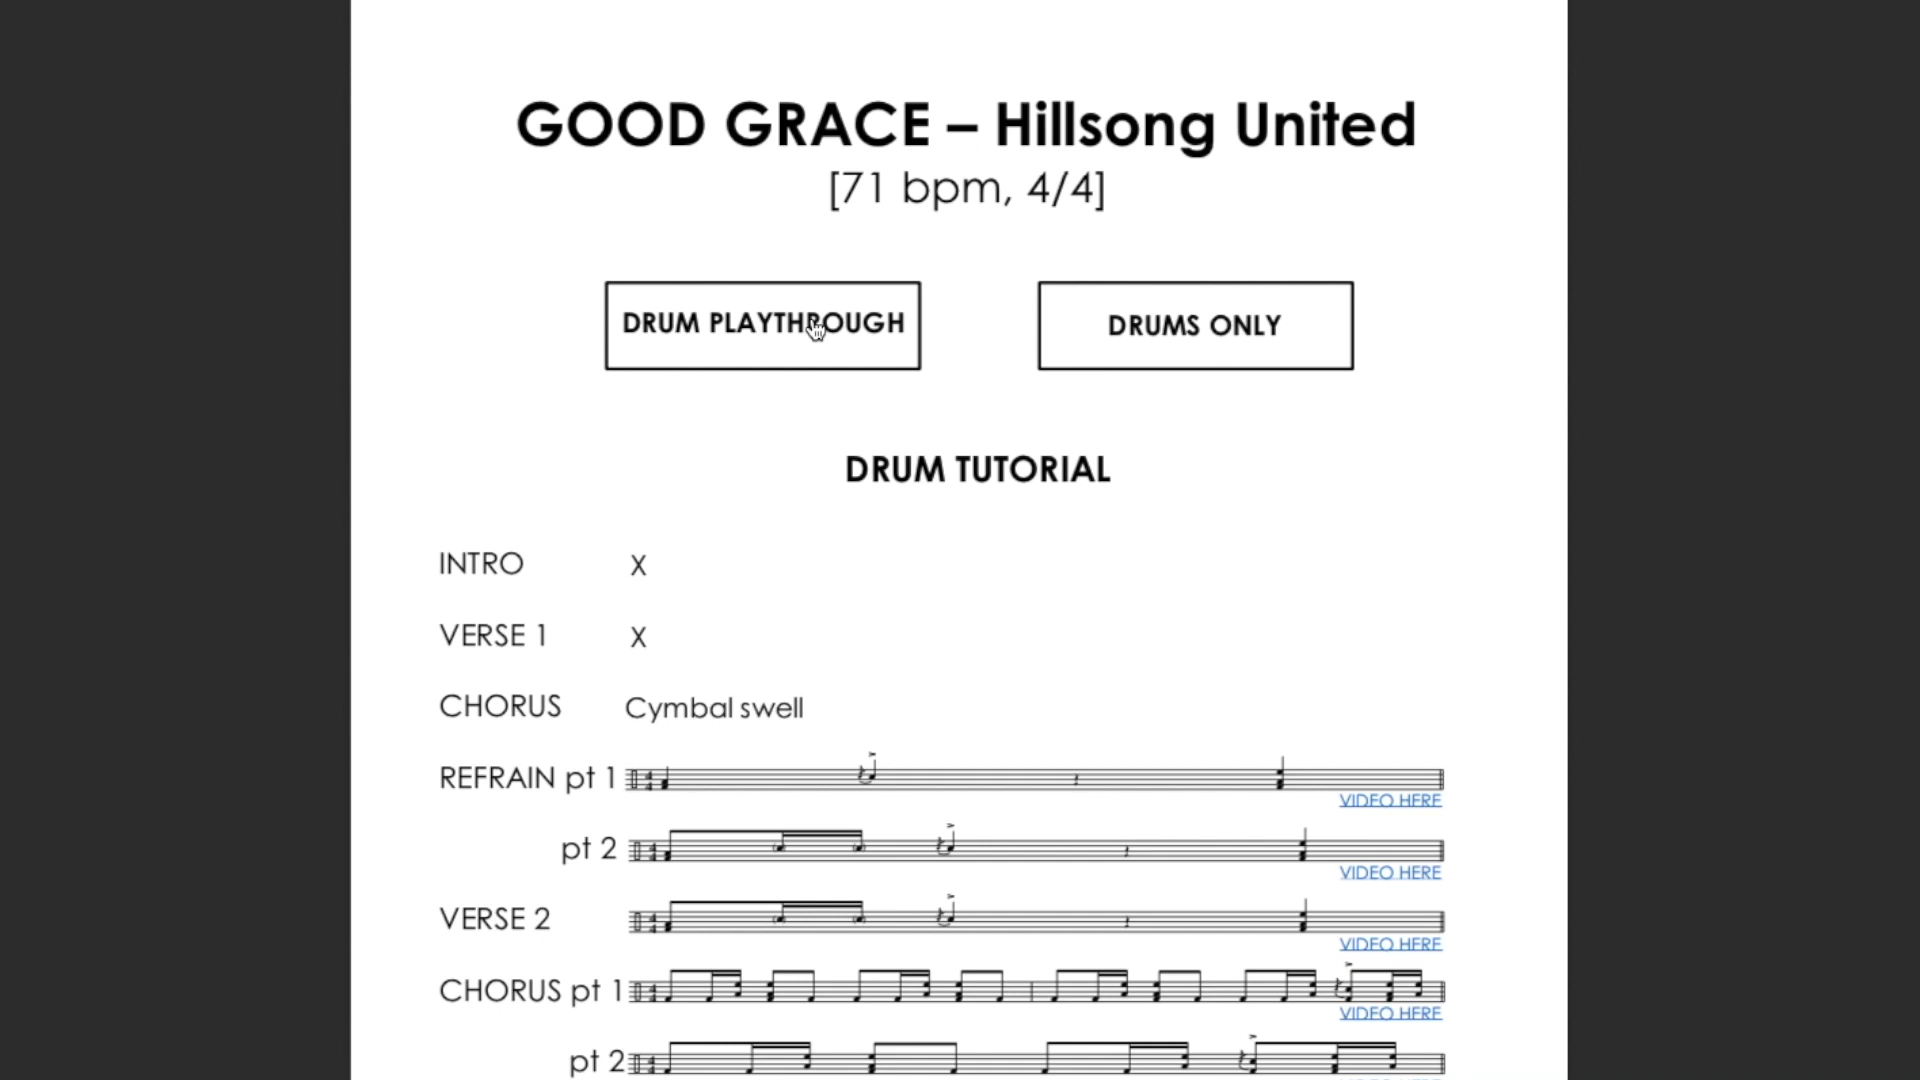 GOOD GRACE – Hillsong United
[71 bpm, 4/4]
DRUM PLAYTHROUGH
DRUMS ONLY
DRUM TUTORIAL
INTRO X
VERSE 1 X
CHORUS Cymbal swell
REFRAIN pt 1
VIDEO HERE
pt 2
VIDEO HERE
VERSE 2
VIDEO HERE
CHORUS pt 1
VIDEO HERE
pt 2